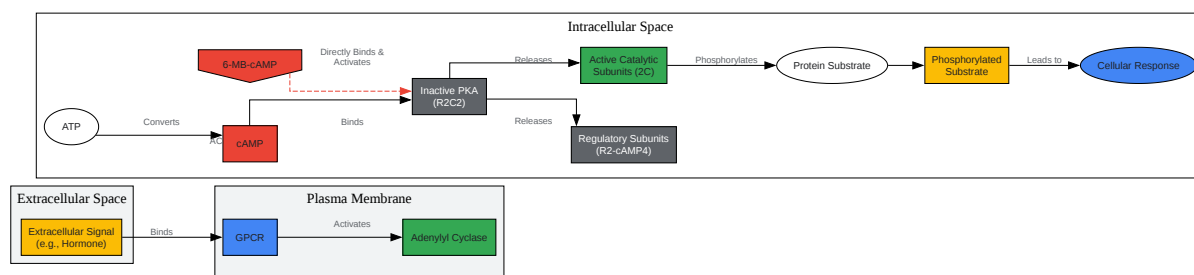 Intracellular Space
6-MB-cAMP
Directly Binds &
Activates
Inactive PKA
(R2C2)
Releases
Active Catalytic
Subunits (2C)
Phosphorylates
Protein Substrate
Phosphorylated
Substrate
Leads to
Cellular Response
ATP
Converts
AC
cAMP
Binds
Releases
Regulatory Subunits
(R2-cAMP4)
Extracellular Space
Extracellular Signal
(e.g., Hormone)
Binds
Plasma Membrane
GPCR
Activates
Adenylyl Cyclase